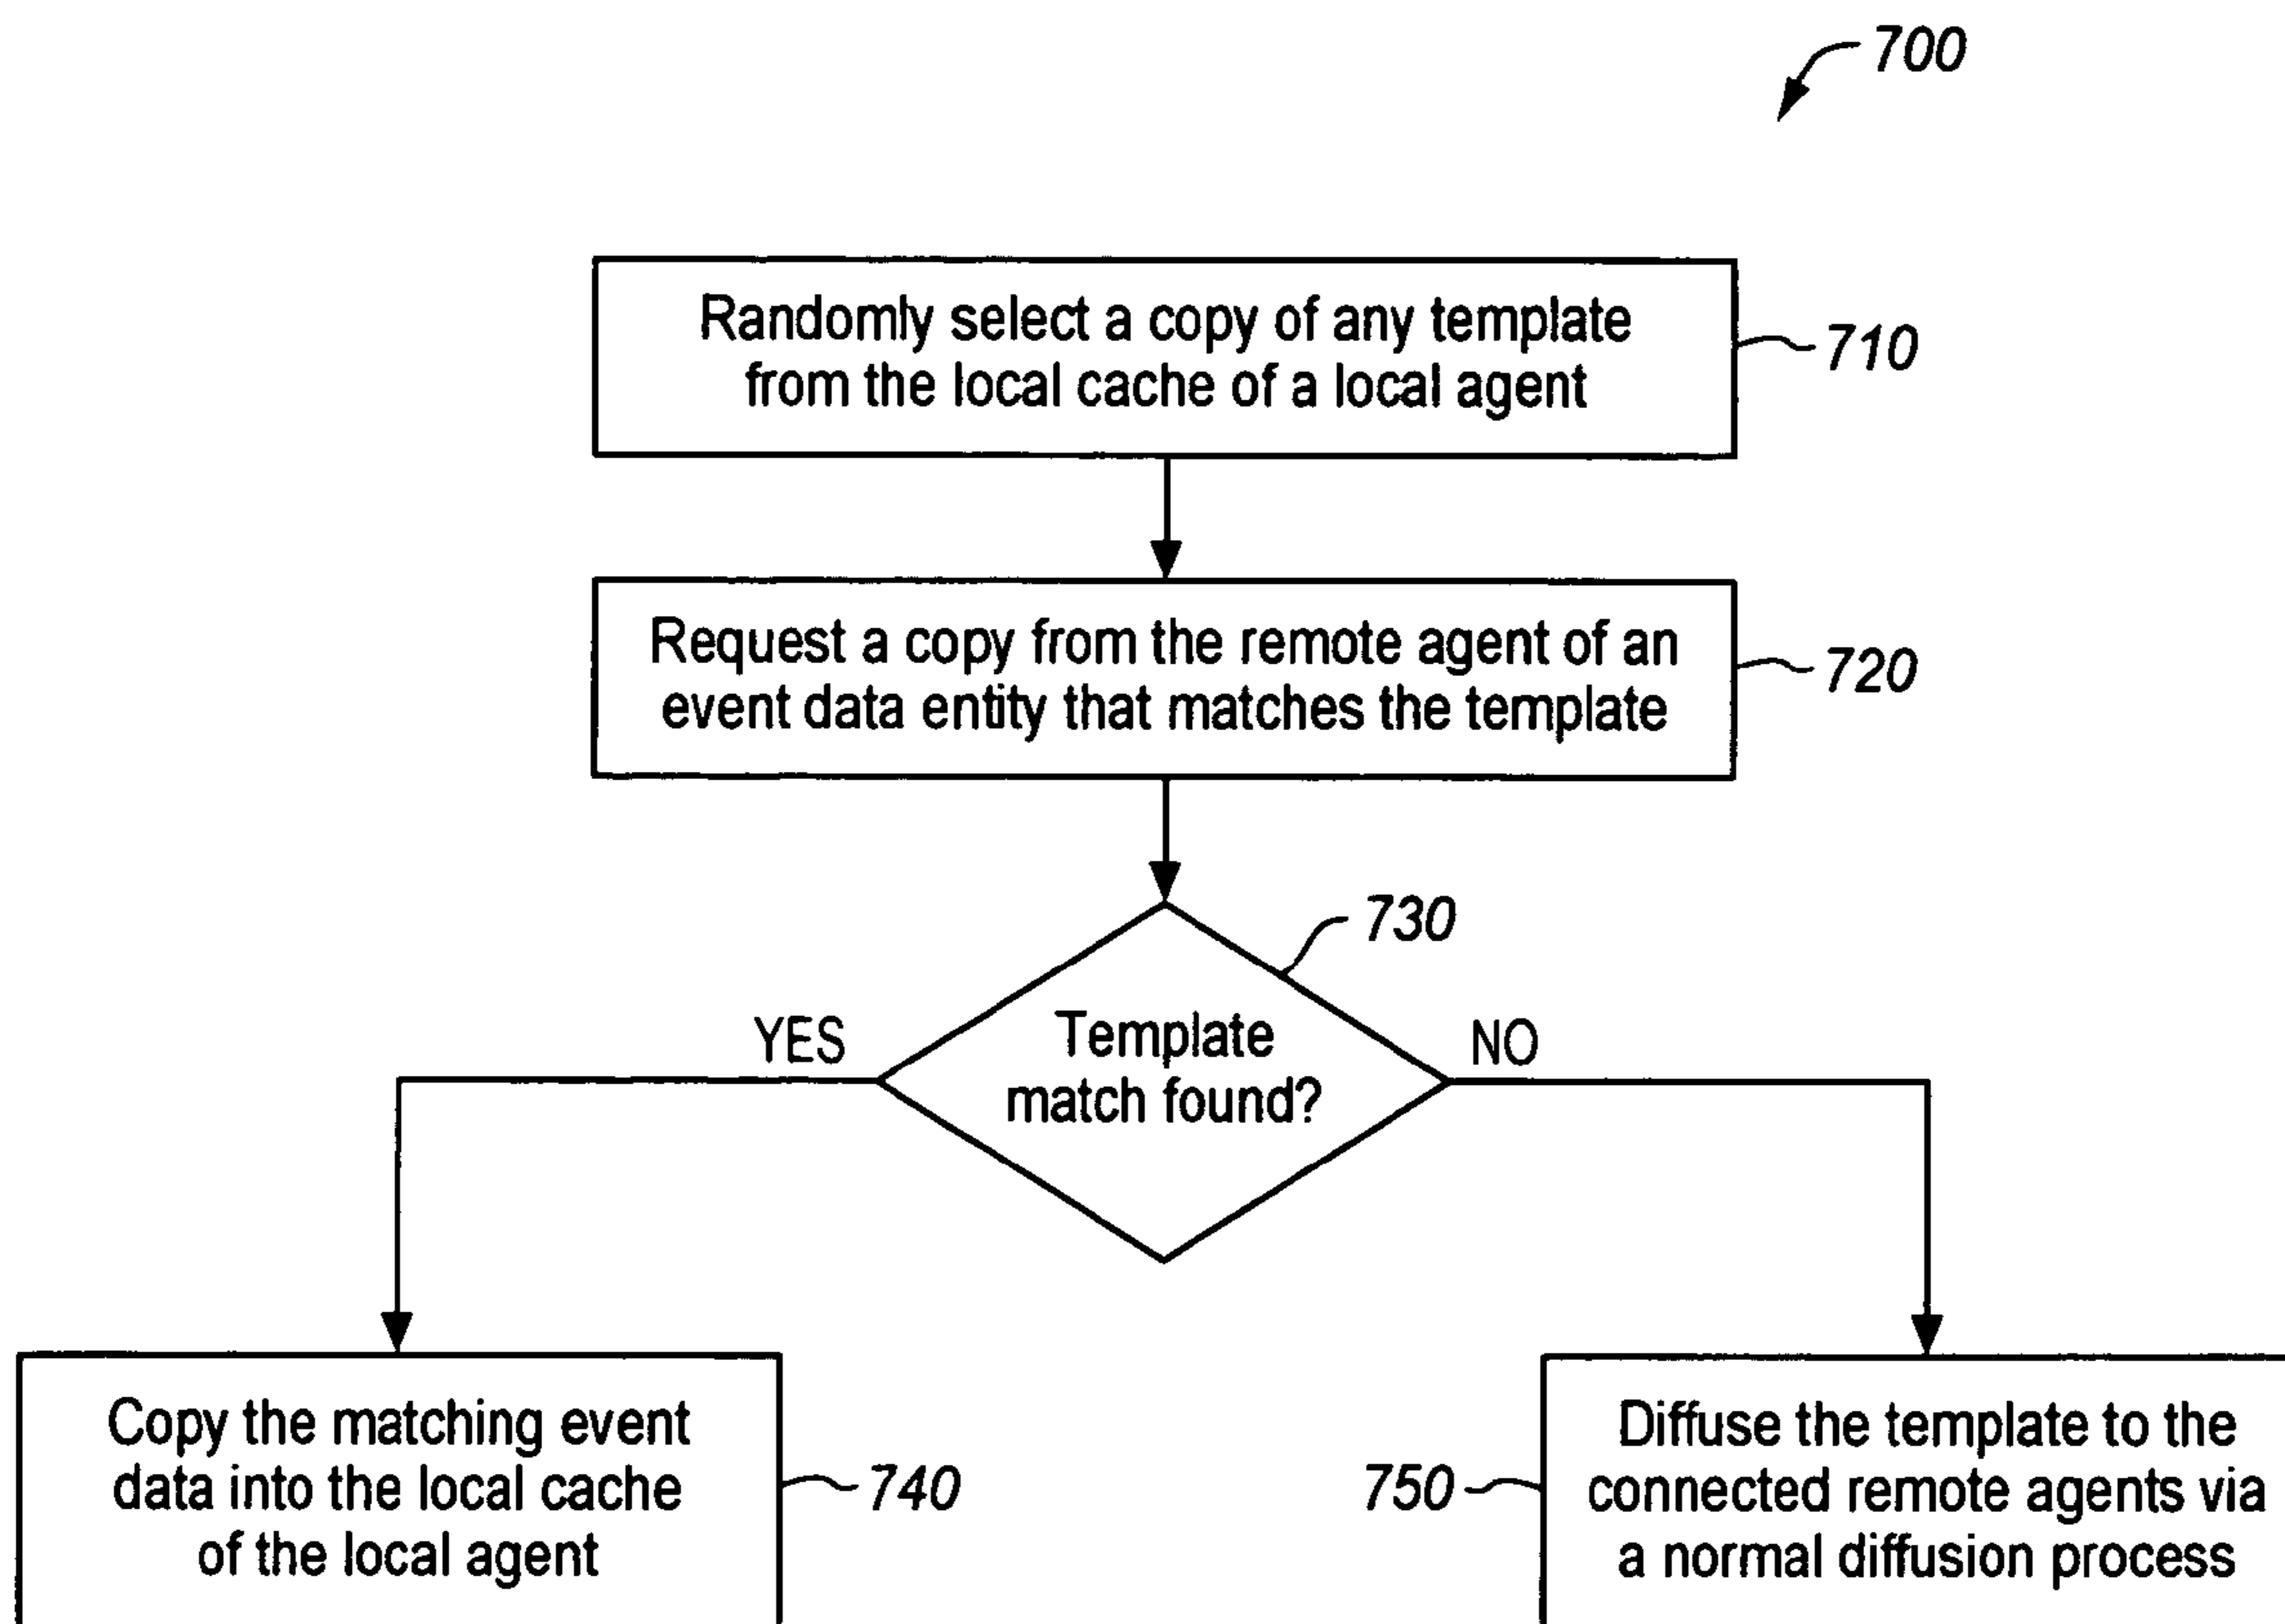 700
Randomly select a copy of any template
from the local cache of a local agent
710
Request a copy from the remote agent of an
event data entity that matches the template
720
730
Template
match found?
YES
NO
Copy the matching event
data into the local cache
of the local agent
740
750
Diffuse the template to the
connected remote agents via
a normal diffusion process